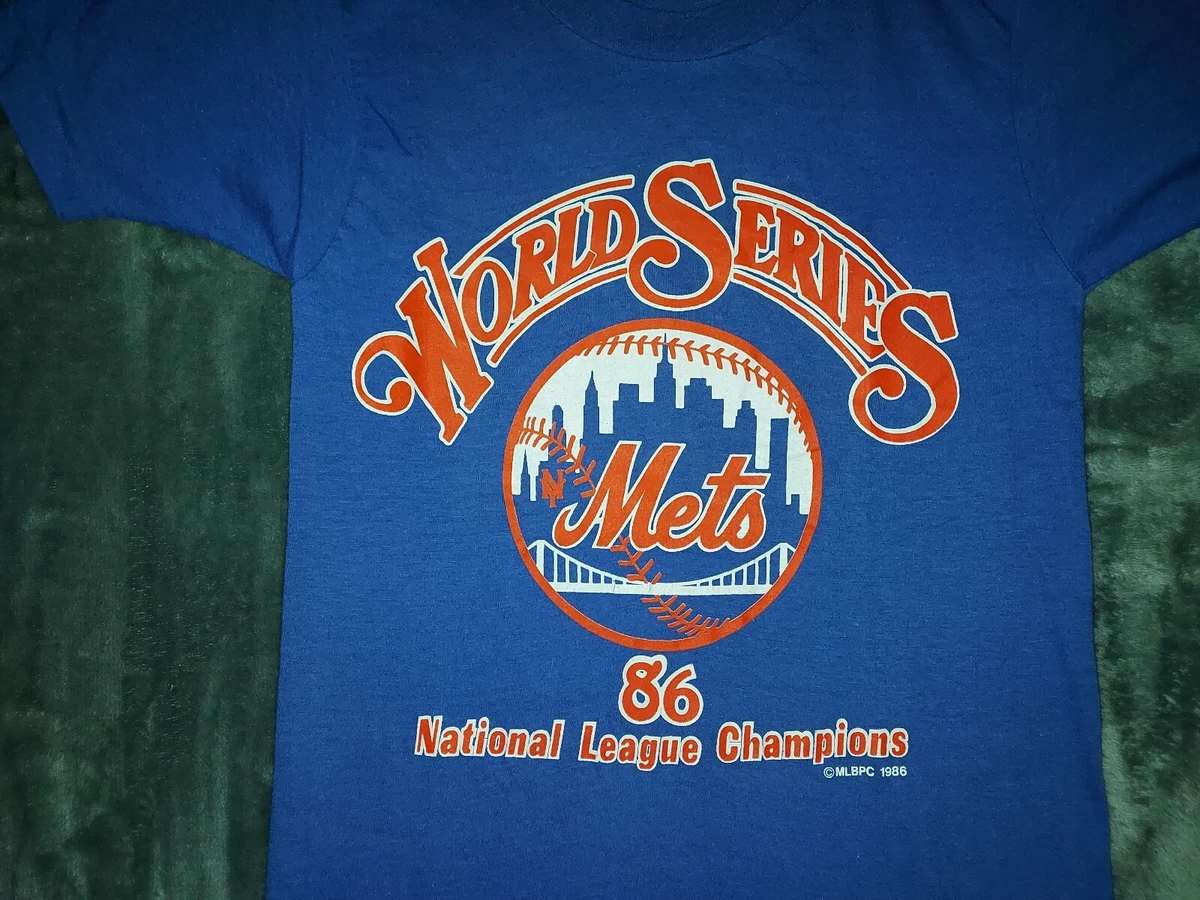 WORLD SERIES
NY
Mets
86
National League Champions
©MLBPC 1986